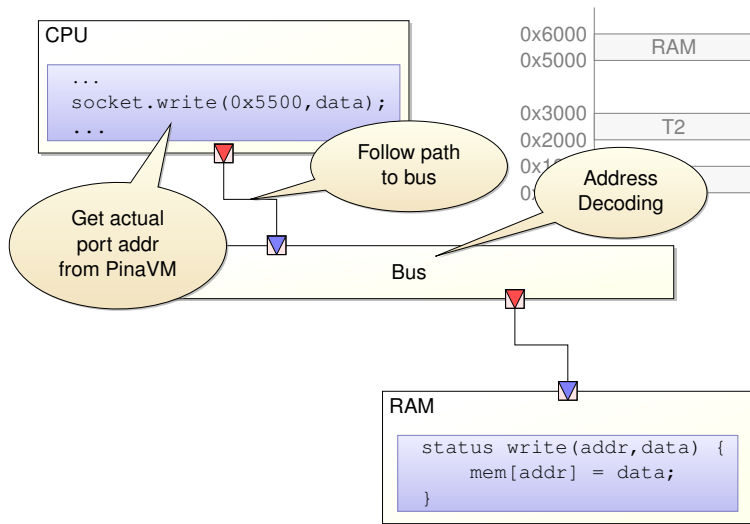 CPU
...
socket.write(0x5500,data);
...
0x6000
RAM
0x5000
0x3000
T2
0x2000
Follow path
to bus
Address
Decoding
Get actual
port addr
from PinaVM
Bus
RAM
status write(addr,data) {
mem[addr] = data;
}